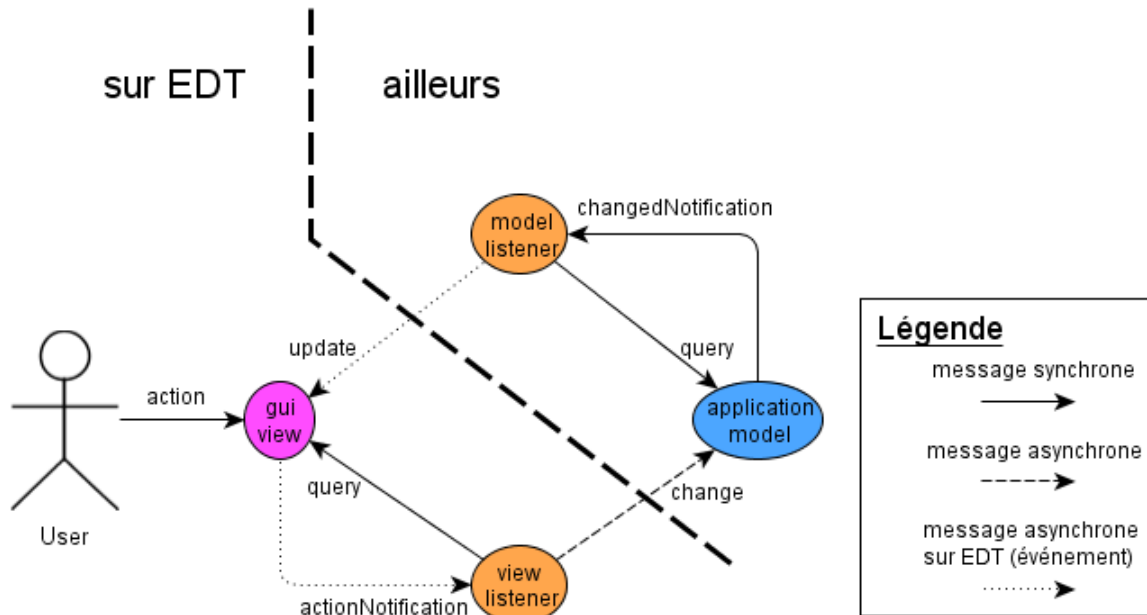 sur EDT
ailleurs
changedNotification
model
listener
update
query
action
gui
view
application
model
query
change
User
view
listener
actionNotification
Légende
message synchrone
message asynchrone
message asynchrone
sur EDT (événement)